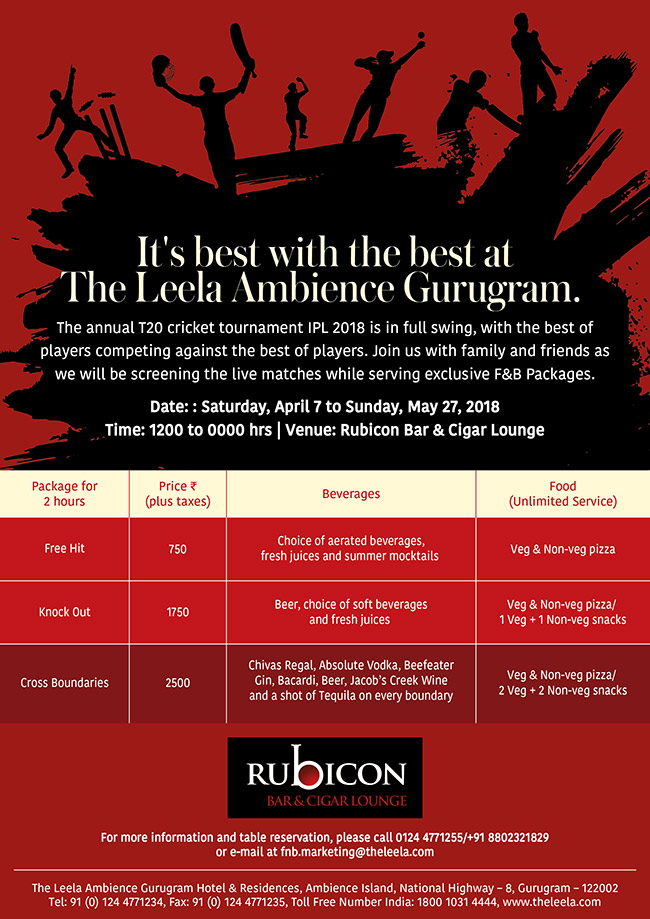 It's best with the best at
The Leela Ambience Gurugram.
The annual T20 cricket tournament IPL 2018 is in full swing, with the best of
players competing against the best of players. Join us with family and friends as
we will be screening the live matches while serving exclusive F&B Packages.
Date: : Saturday, April 7 to Sunday, May 27, 2018
Time: 1200 to 0000 hrs | Venue: Rubicon Bar & Cigar Lounge
Package for
2 hours
Price ₹
(plus taxes)
Beverages
Food
(Unlimited Service)
Free Hit
750
Choice of aerated beverages,
fresh juices and summer mocktails
Veg & Non-veg pizza
Knock Out
1750
Beer, choice of soft beverages
and fresh juices
Veg & Non-veg pizza/
1 Veg + 1 Non-veg snacks
Cross Boundaries
2500
Chivas Regal, Absolute Vodka, Beefeater
Gin, Bacardi, Beer, Jacob's Creek Wine
and a shot of Tequila on every boundary
Veg & Non-veg pizza/
2 Veg + 2 Non-veg snacks
RUbICON
BAR & CIGAR LOUNGE
For more information and table reservation, please call 0124 4771255/+91 8802321829
or e-mail at fnb.marketing@theleela.com
The Leela Ambience Gurugram Hotel & Residences, Ambience Island, National Highway – 8, Gurugram – 122002
Tel: 91 (0) 124 4771234, Fax: 91 (0) 124 4771235, Toll Free Number India: 1800 1031 4444, www.theleela.com